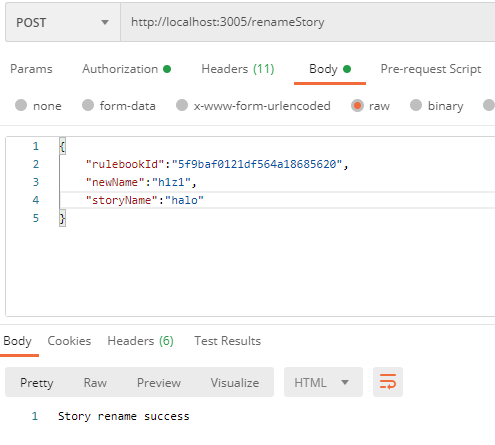 POST http://localhost:3005/renameStory
Params Authorization Headers (11) Body Pre-request Script
none form-data x-www-form-urlencoded raw binary
1 {
2 "rulebookId":"5f9baf0121df564a18685620",
3 "newName":"h1z1",
4 "storyName":"halo"
5 }
Body Cookies Headers (6) Test Results
Pretty Raw Preview Visualize HTML
1 Story rename success